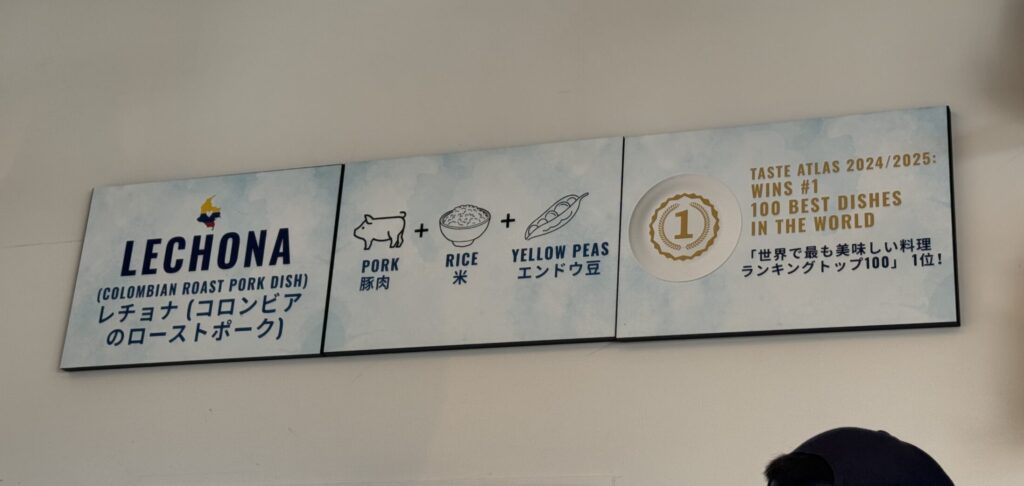 LECHONA
(COLOMBIAN ROAST PORK DISH)
レチョナ (コロンビア
のローストポーク)
+
+
PORK
豚肉
RICE
米
YELLOW PEAS
エンドウ豆
1
TASTE ATLAS 2024/2025:
WINS #1
100 BEST DISHES
IN THE WORLD
「世界で最も美味しい料理
ランキングトップ100」 1位!